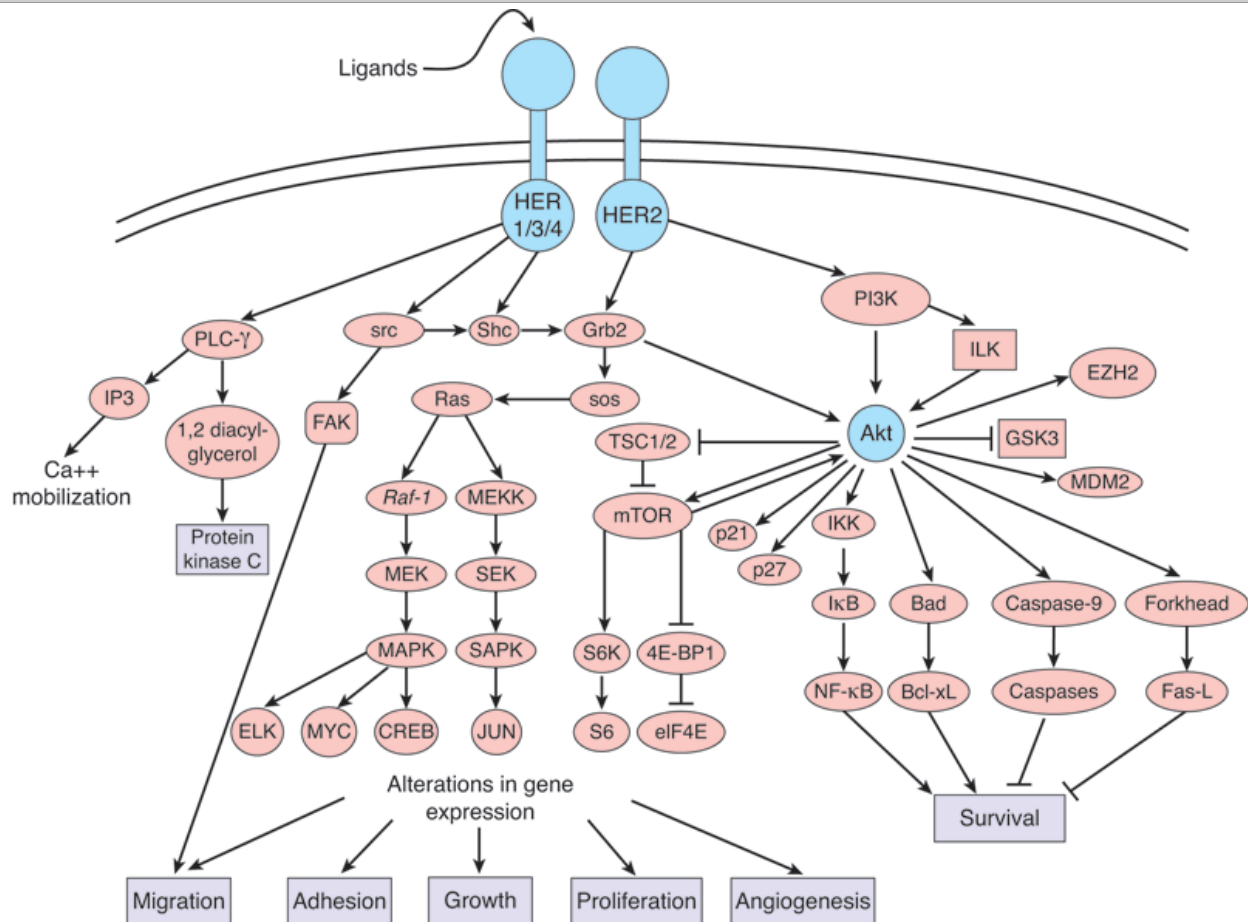 Ligands
HER
1/3/4
HER2
PI3K
PLC-γ
src
Shc
Grb2
ILK
EZH2
IP3
FAK
Ras
sos
1,2 diacyl-
glycerol
TSC1/2
Akt
GSK3
Ca++
mobilization
MDM2
Raf-1
MEKK
mTOR
p21
IKK
Protein
kinase C
p27
MEK
SEK
IκB
Bad
Caspase-9
Forkhead
MAPK
SAPK
S6K
4E-BP1
NF-κB
Bcl-xL
Caspases
Fas-L
ELK
MYC
CREB
JUN
S6
eIF4E
Alterations in gene
expression
Survival
Migration
Adhesion
Growth
Proliferation
Angiogenesis